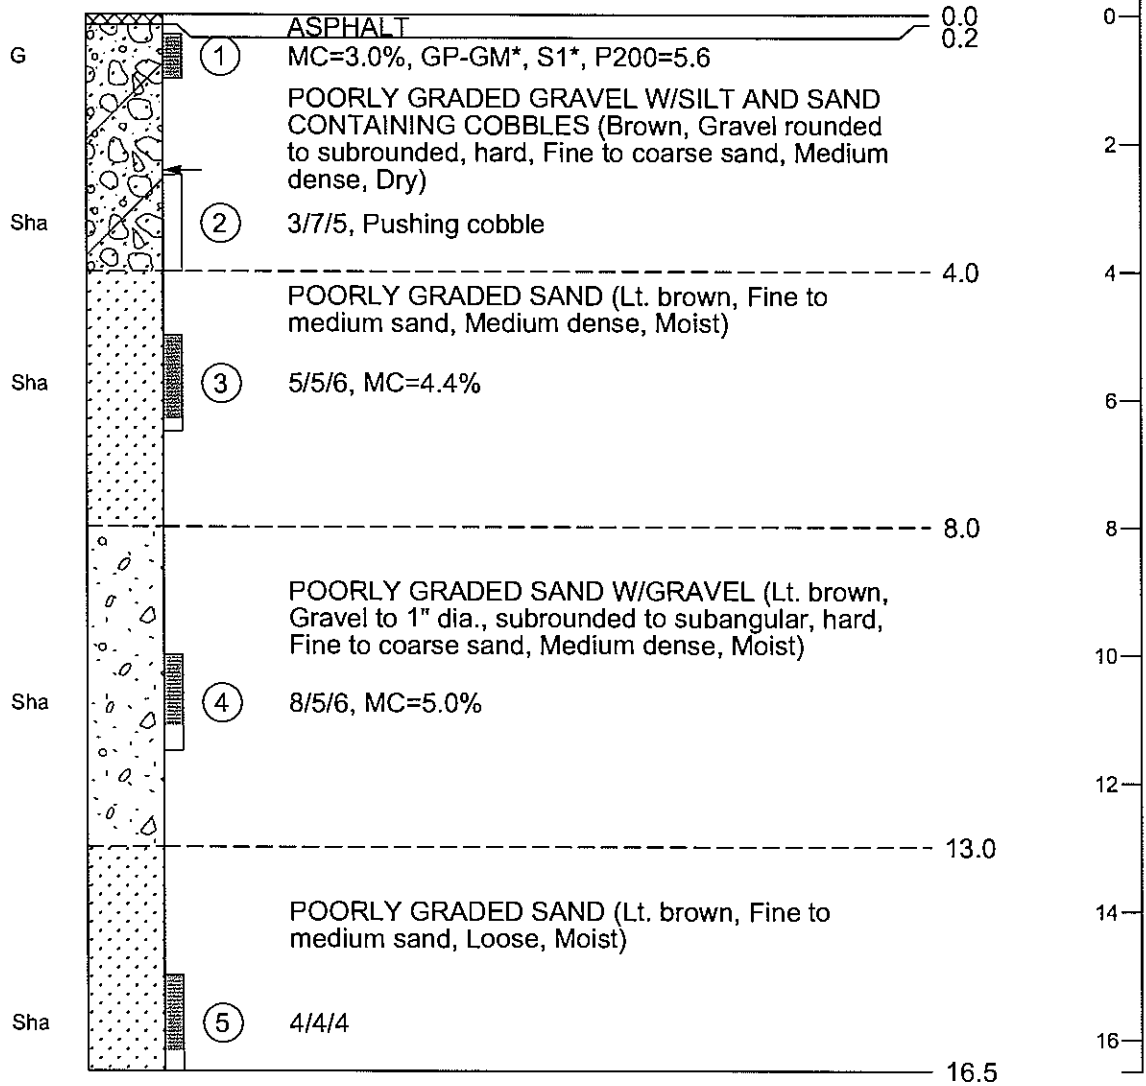 ASPHALT
0.0
0.2
0
G
1
MC=3.0%, GP-GM*, S1*, P200=5.6
POORLY GRADED GRAVEL W/SILT AND SAND
CONTAINING COBBLES (Brown, Gravel rounded
to subrounded, hard, Fine to coarse sand, Medium
dense, Dry)
2
Sha
2
3/7/5, Pushing cobble
4.0
4
POORLY GRADED SAND (Lt. brown, Fine to
medium sand, Medium dense, Moist)
Sha
3
5/5/6, MC=4.4%
6
8.0
8
POORLY GRADED SAND W/GRAVEL (Lt. brown,
Gravel to 1" dia., subrounded to subangular, hard,
Fine to coarse sand, Medium dense, Moist)
10
Sha
4
8/5/6, MC=5.0%
12
13.0
POORLY GRADED SAND (Lt. brown, Fine to
medium sand, Loose, Moist)
14
Sha
5
4/4/4
16
16.5